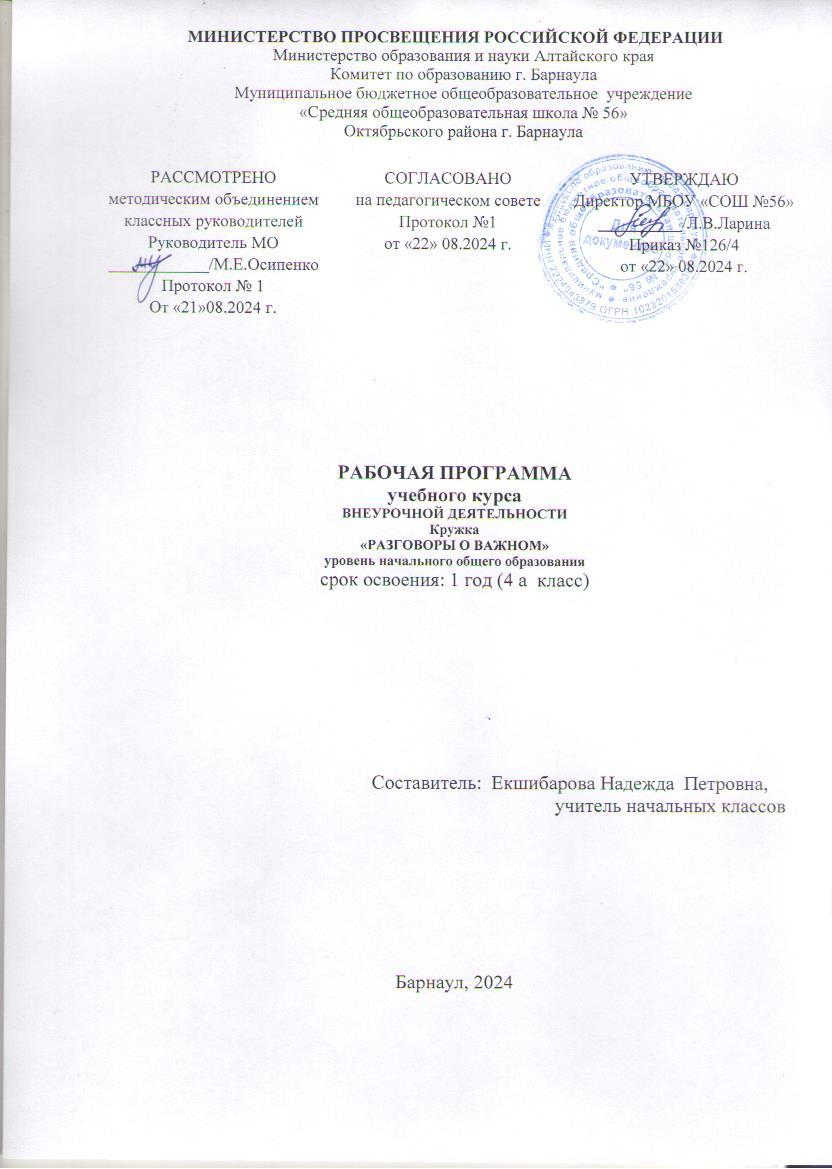 МИНИСТЕРСТВО ПРОСВЕЩЕНИЯ РОССИЙСКОЙ ФЕДЕРАЦИИ
Министерство образования и науки Алтайского края
Комитет по образованию г. Барнаула
Муниципальное бюджетное общеобразовательное учреждение
«Средняя общеобразовательная школа № 56»
Октябрьского района г. Барнаула
РАССМОТРЕНО
методическим объединением
классных руководителей
Руководитель МО
____________/М.Е.Осипенко
Протокол № 1
От «21»08.2024 г.
СОГЛАСОВАНО
на педагогическом совете
Протокол №1
от «22» 08.2024 г.
УТВЕРЖДАЮ
Директор МБОУ «СОШ №56»
__________/Л.В.Ларина
Приказ №126/4
от «22» 08.2024 г.
РАБОЧАЯ ПРОГРАММА
учебного курса
ВНЕУРОЧНОЙ ДЕЯТЕЛЬНОСТИ
Кружка
«РАЗГОВОРЫ О ВАЖНОМ»
уровень начального общего образования
срок освоения: 1 год (4 а класс)
Составитель: Екшибарова Надежда Петровна,
учитель начальных классов
Барнаул, 2024